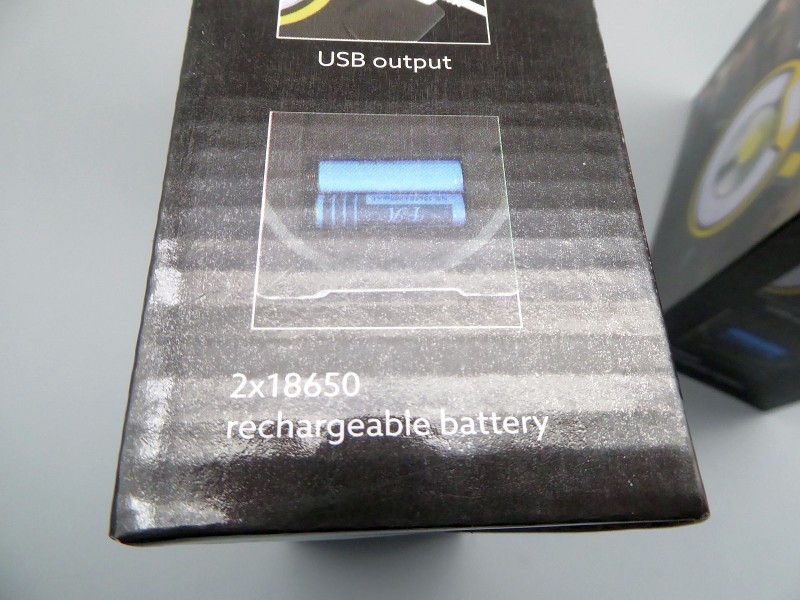 USB output
2x18650
rechargeable battery